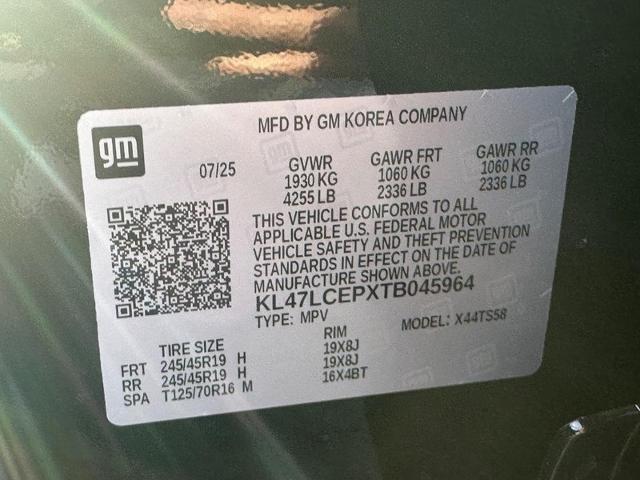 gm
MFD BY GM KOREA COMPANY
07/25
GVWR
1930 KG
4255 LB
GAWR FRT
1060 KG
2336 LB
GAWR RR
1060 KG
2336 LB
THIS VEHICLE CONFORMS TO ALL
APPLICABLE U.S. FEDERAL MOTOR
VEHICLE SAFETY AND THEFT PREVENTION
STANDARDS IN EFFECT ON THE DATE OF
MANUFACTURE SHOWN ABOVE.
KL47LCEPXTB045964
TYPE: MPV
MODEL: X44TS58
TIRE SIZE
RIM
FRT 245/45R19 H 19X8J
RR 245/45R19 H 19X8J
SPA T125/70R16 M 16X4BT